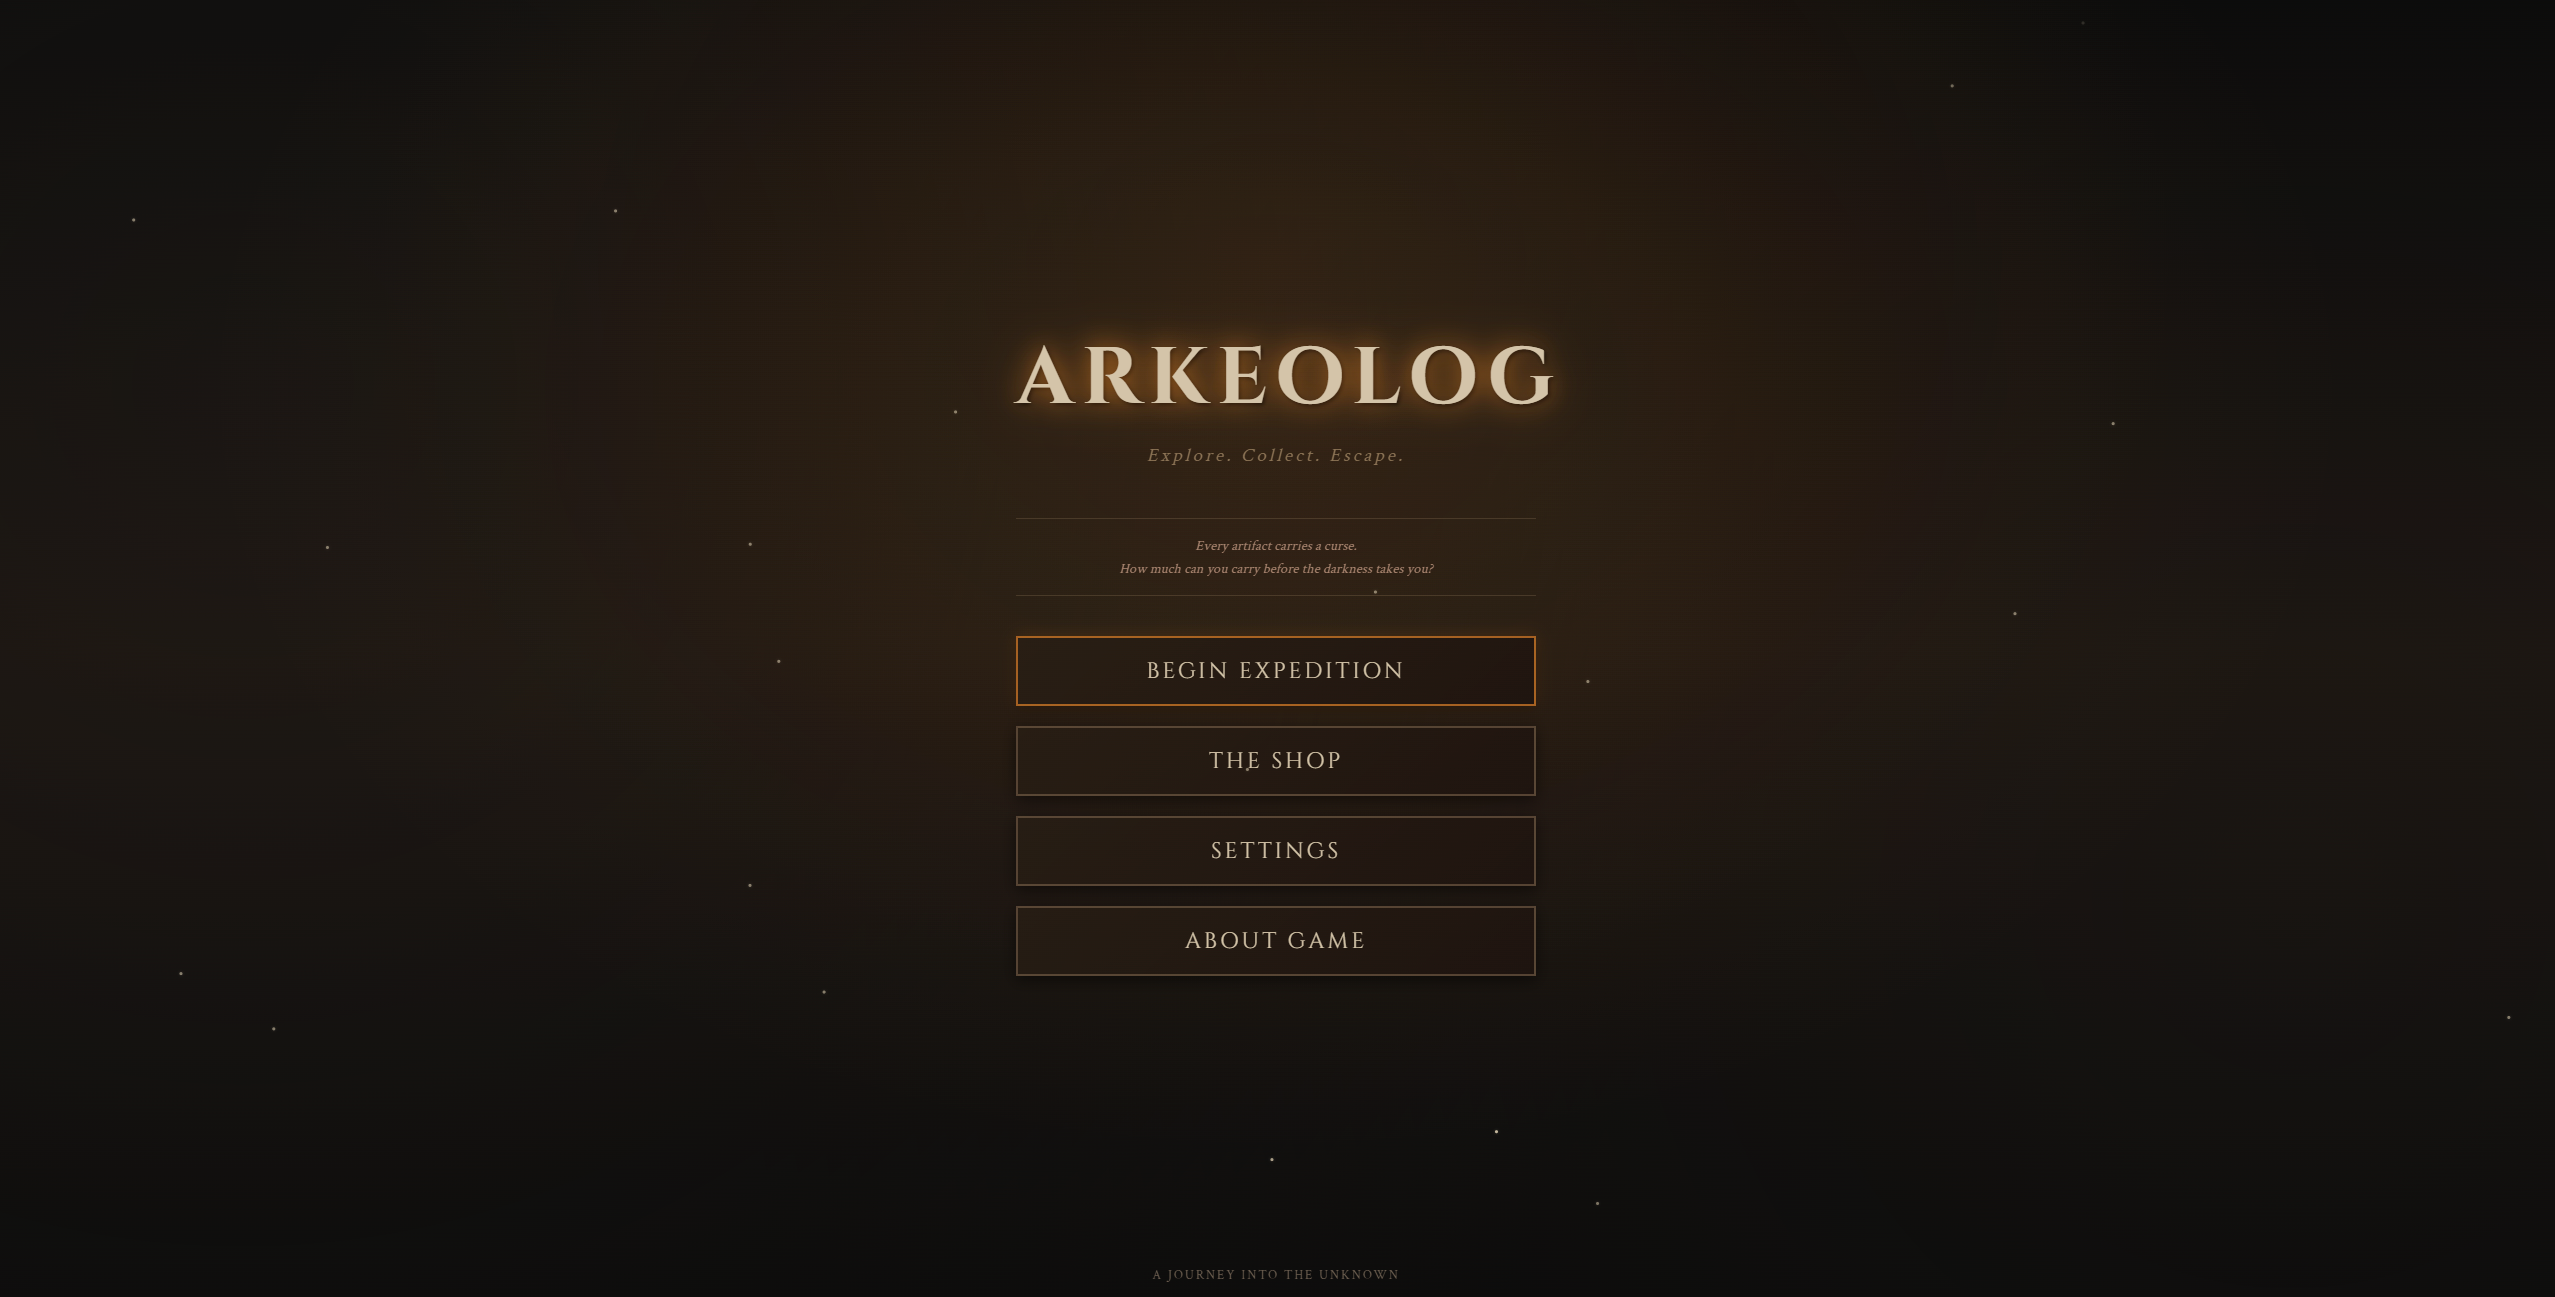 ARKEOLOG
Explore. Collect. Escape.
Every artifact carries a curse.
How much can you carry before the darkness takes you?
BEGIN EXPEDITION
THE SHOP
SETTINGS
ABOUT GAME
A JOURNEY INTO THE UNKNOWN